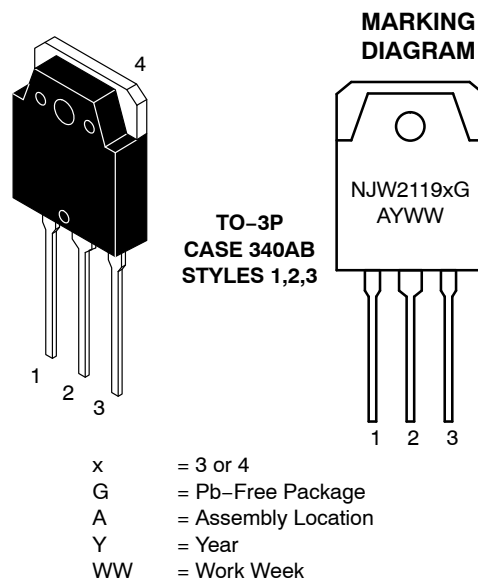 MARKING
DIAGRAM
4
NJW2119xG
AYWW
TO−3P
CASE 340AB
STYLES 1,2,3
1
2
3
1 2 3
x = 3 or 4
G = Pb−Free Package
A = Assembly Location
Y = Year
WW = Work Week